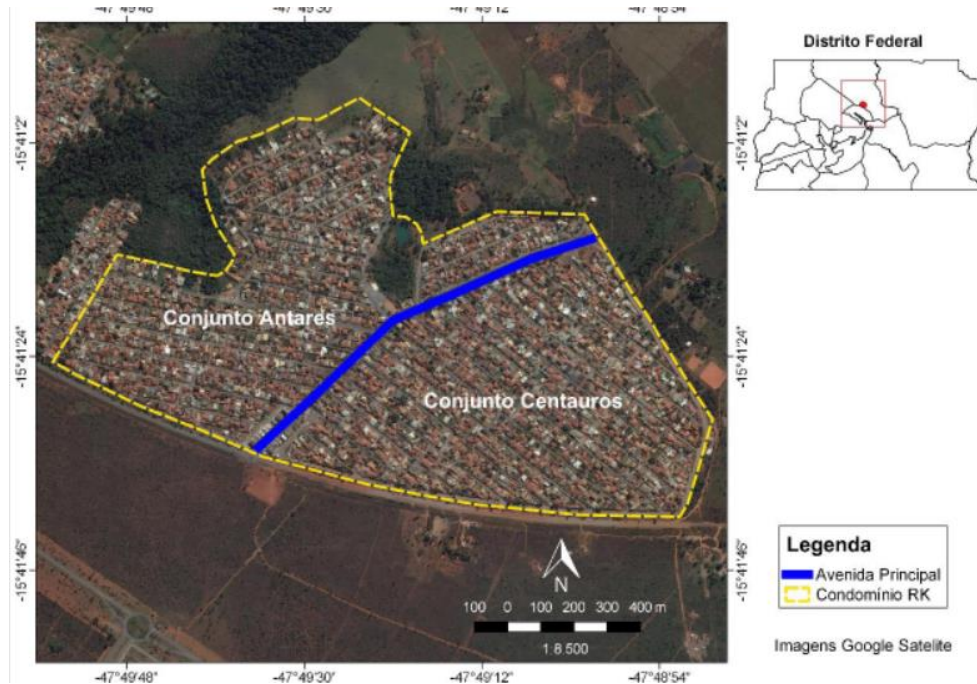 -47°49'48"
-47°49'30"
-47°49'12"
-47°48'54"
Distrito Federal
-15°41'2"
-15°41'2"
Conjunto Antares
-15°41'24"
-15°41'24"
Conjunto Centauros
-15°41'46"
-15°41'46"
N
100 0 100 200 300 400 m
1:8.500
Legenda
Avenida Principal
Condomínio RK
Imagens Google Satelite
-47°49'48"
-47°49'30"
-47°49'12"
-47°48'54"